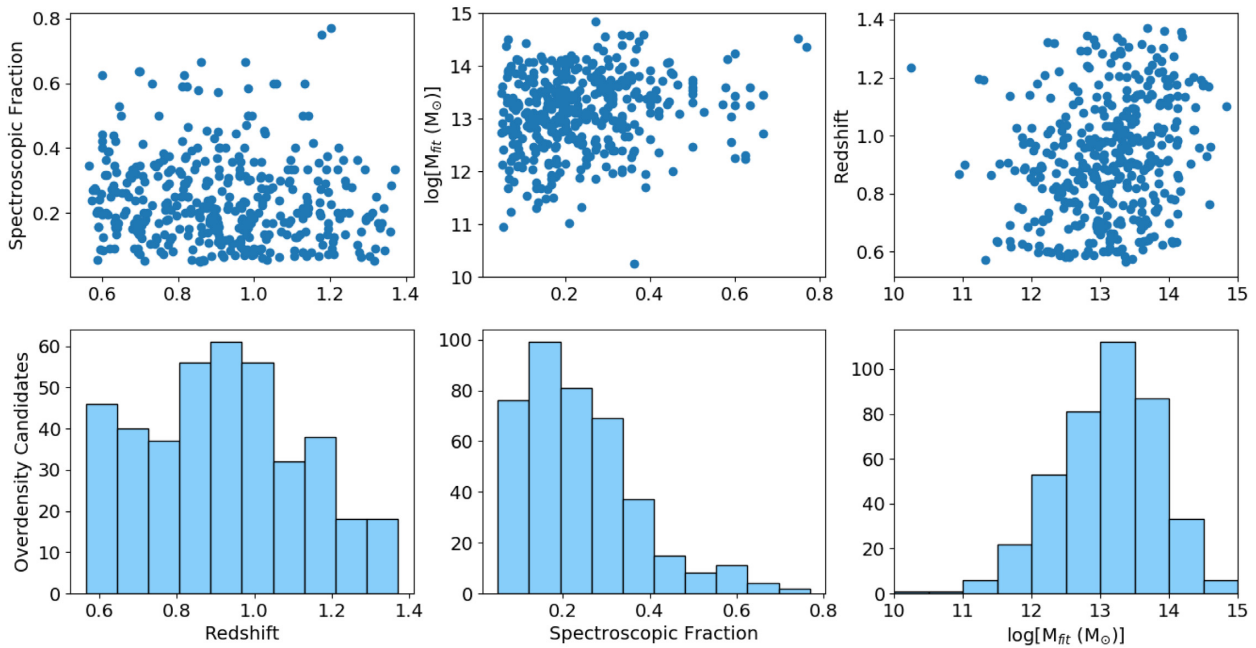 0.8
0.6
0.4
0.2
Spectroscopic Fraction
0.6 0.8 1.0 1.2 1.4
15
14
13
12
11
10
log[M_fit (M_⊙)]
0.2 0.4 0.6 0.8
1.4
1.2
1.0
0.8
0.6
Redshift
10 11 12 13 14 15
60
50
40
30
20
10
0
Overdensity Candidates
0.6 0.8 1.0 1.2 1.4
Redshift
100
80
60
40
20
0
0.2 0.4 0.6 0.8
Spectroscopic Fraction
100
80
60
40
20
0
10 11 12 13 14 15
log[M_fit (M_⊙)]